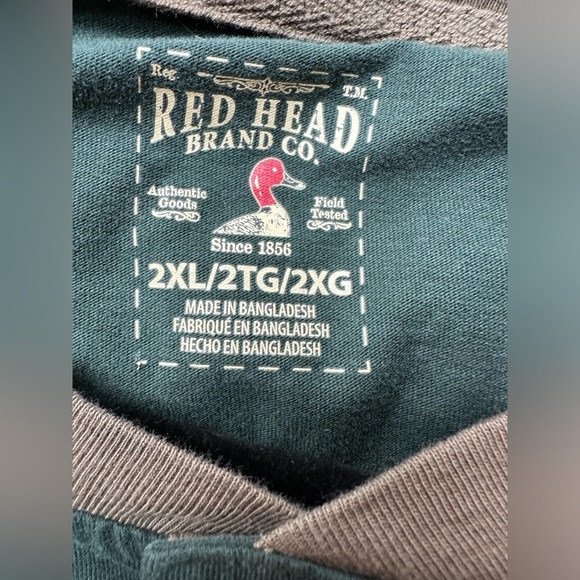 Reg. T.M.
RED HEAD
BRAND CO.
Authentic
Goods
Field
Tested
Since 1856
2XL/2TG/2XG
MADE IN BANGLADESH
FABRIQUÉ EN BANGLADESH
HECHO EN BANGLADESH